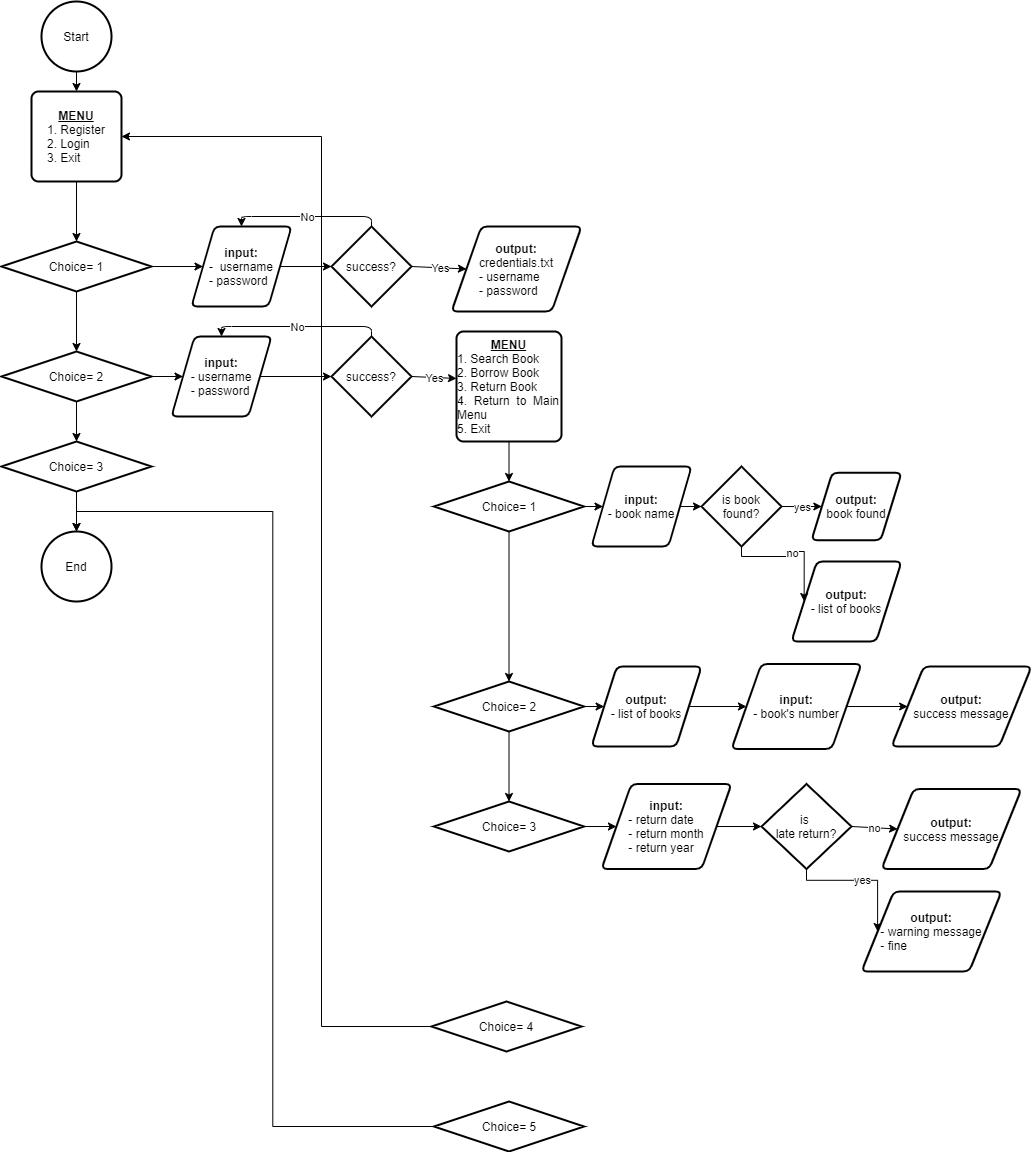 Start
MENU
1. Register
2. Login
3. Exit
Choice= 1
input:
- username
- password
No
success?
Yes
output:
credentials.txt
- username
- password
Choice= 2
input:
- username
- password
No
success?
Yes
MENU
1. Search Book
2. Borrow Book
3. Return Book
4. Return to Main
Menu
5. Exit
Choice= 3
End
Choice= 1
input:
- book name
is book
found?
yes
output:
book found
no
output:
- list of books
Choice= 2
output:
- list of books
input:
- book's number
output:
success message
Choice= 3
input:
- return date
- return month
- return year
is
late return?
no
output:
success message
yes
output:
- warning message
- fine
Choice= 4
Choice= 5